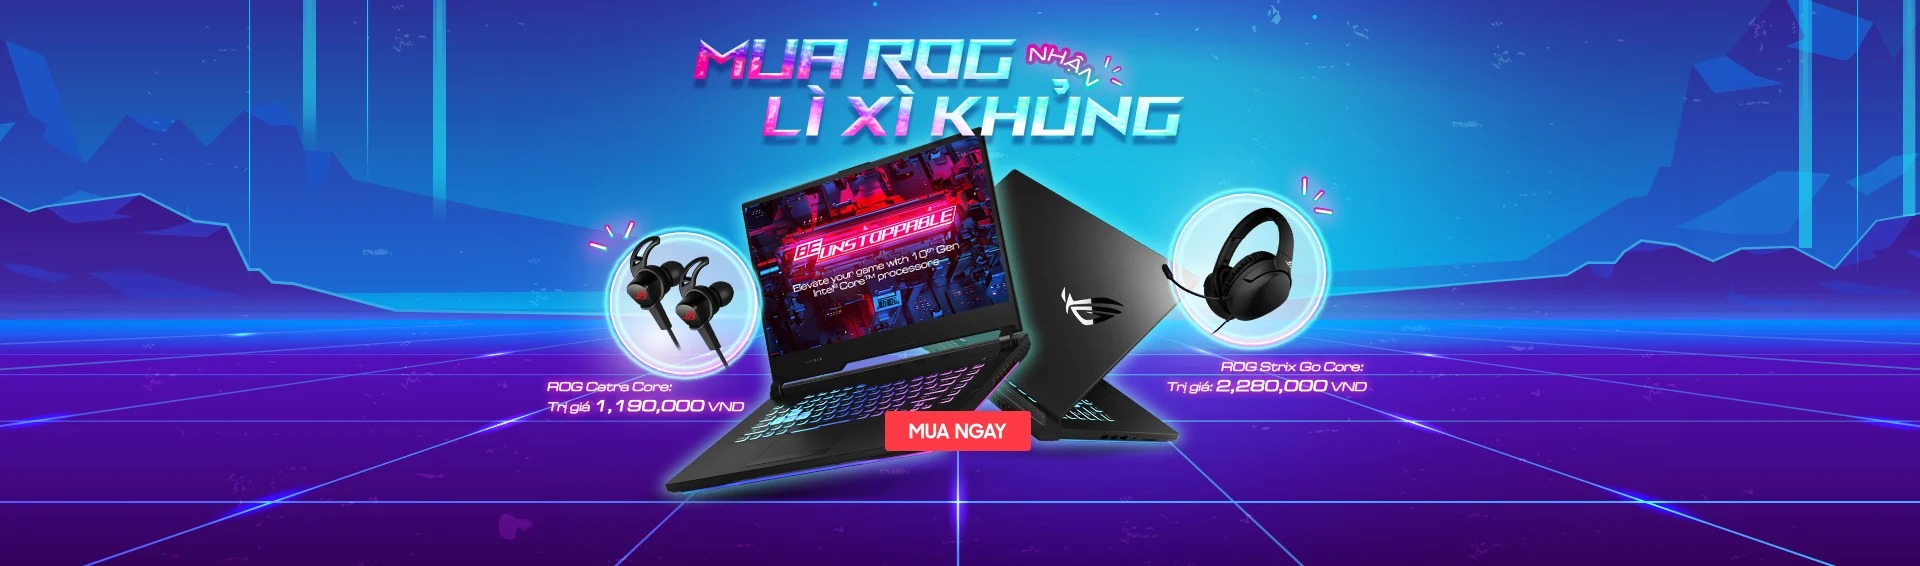 MUA ROG NHẬN
LÌ XÌ KHỦNG
BE UNSTOPPABLE
Elevate your game with 10th Gen
Intel® Core™ processors
ROG Cetra Core:
Trị giá 1,190,000 VND
ROG Strix Go Core:
Trị giá: 2,280,000 VND
MUA NGAY